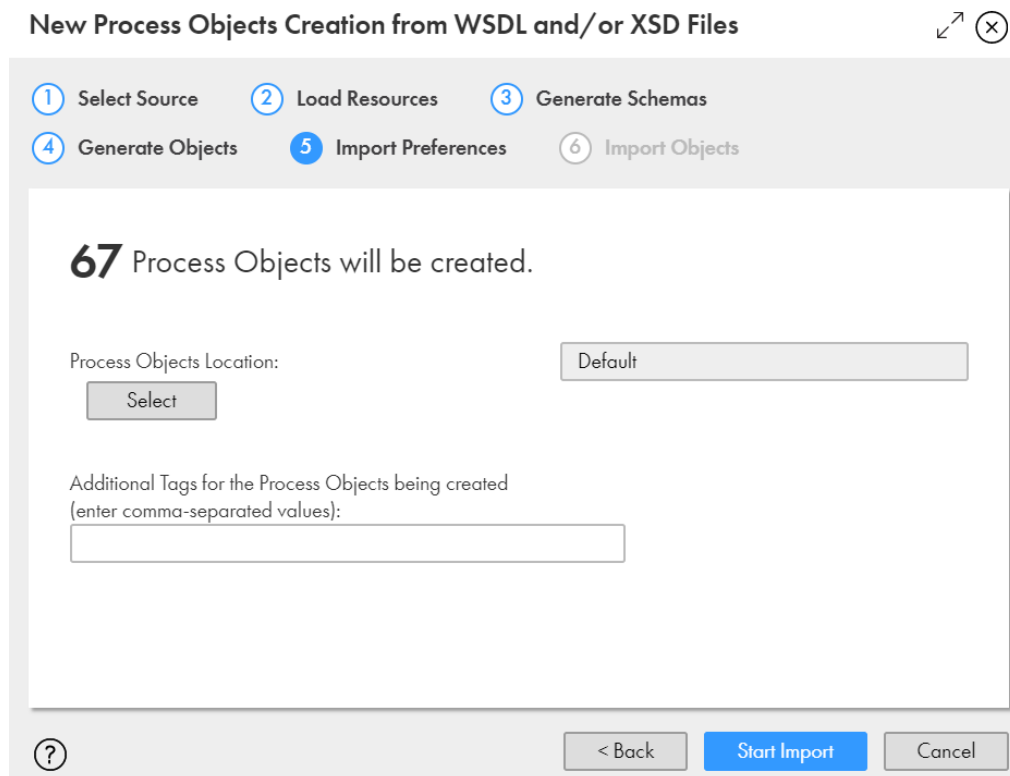 New Process Objects Creation from WSDL and/or XSD Files
1 Select Source 2 Load Resources 3 Generate Schemas
4 Generate Objects 5 Import Preferences 6 Import Objects
67 Process Objects will be created.
Process Objects Location: Default
Select
Additional Tags for the Process Objects being created
(enter comma-separated values):
? < Back Start Import Cancel